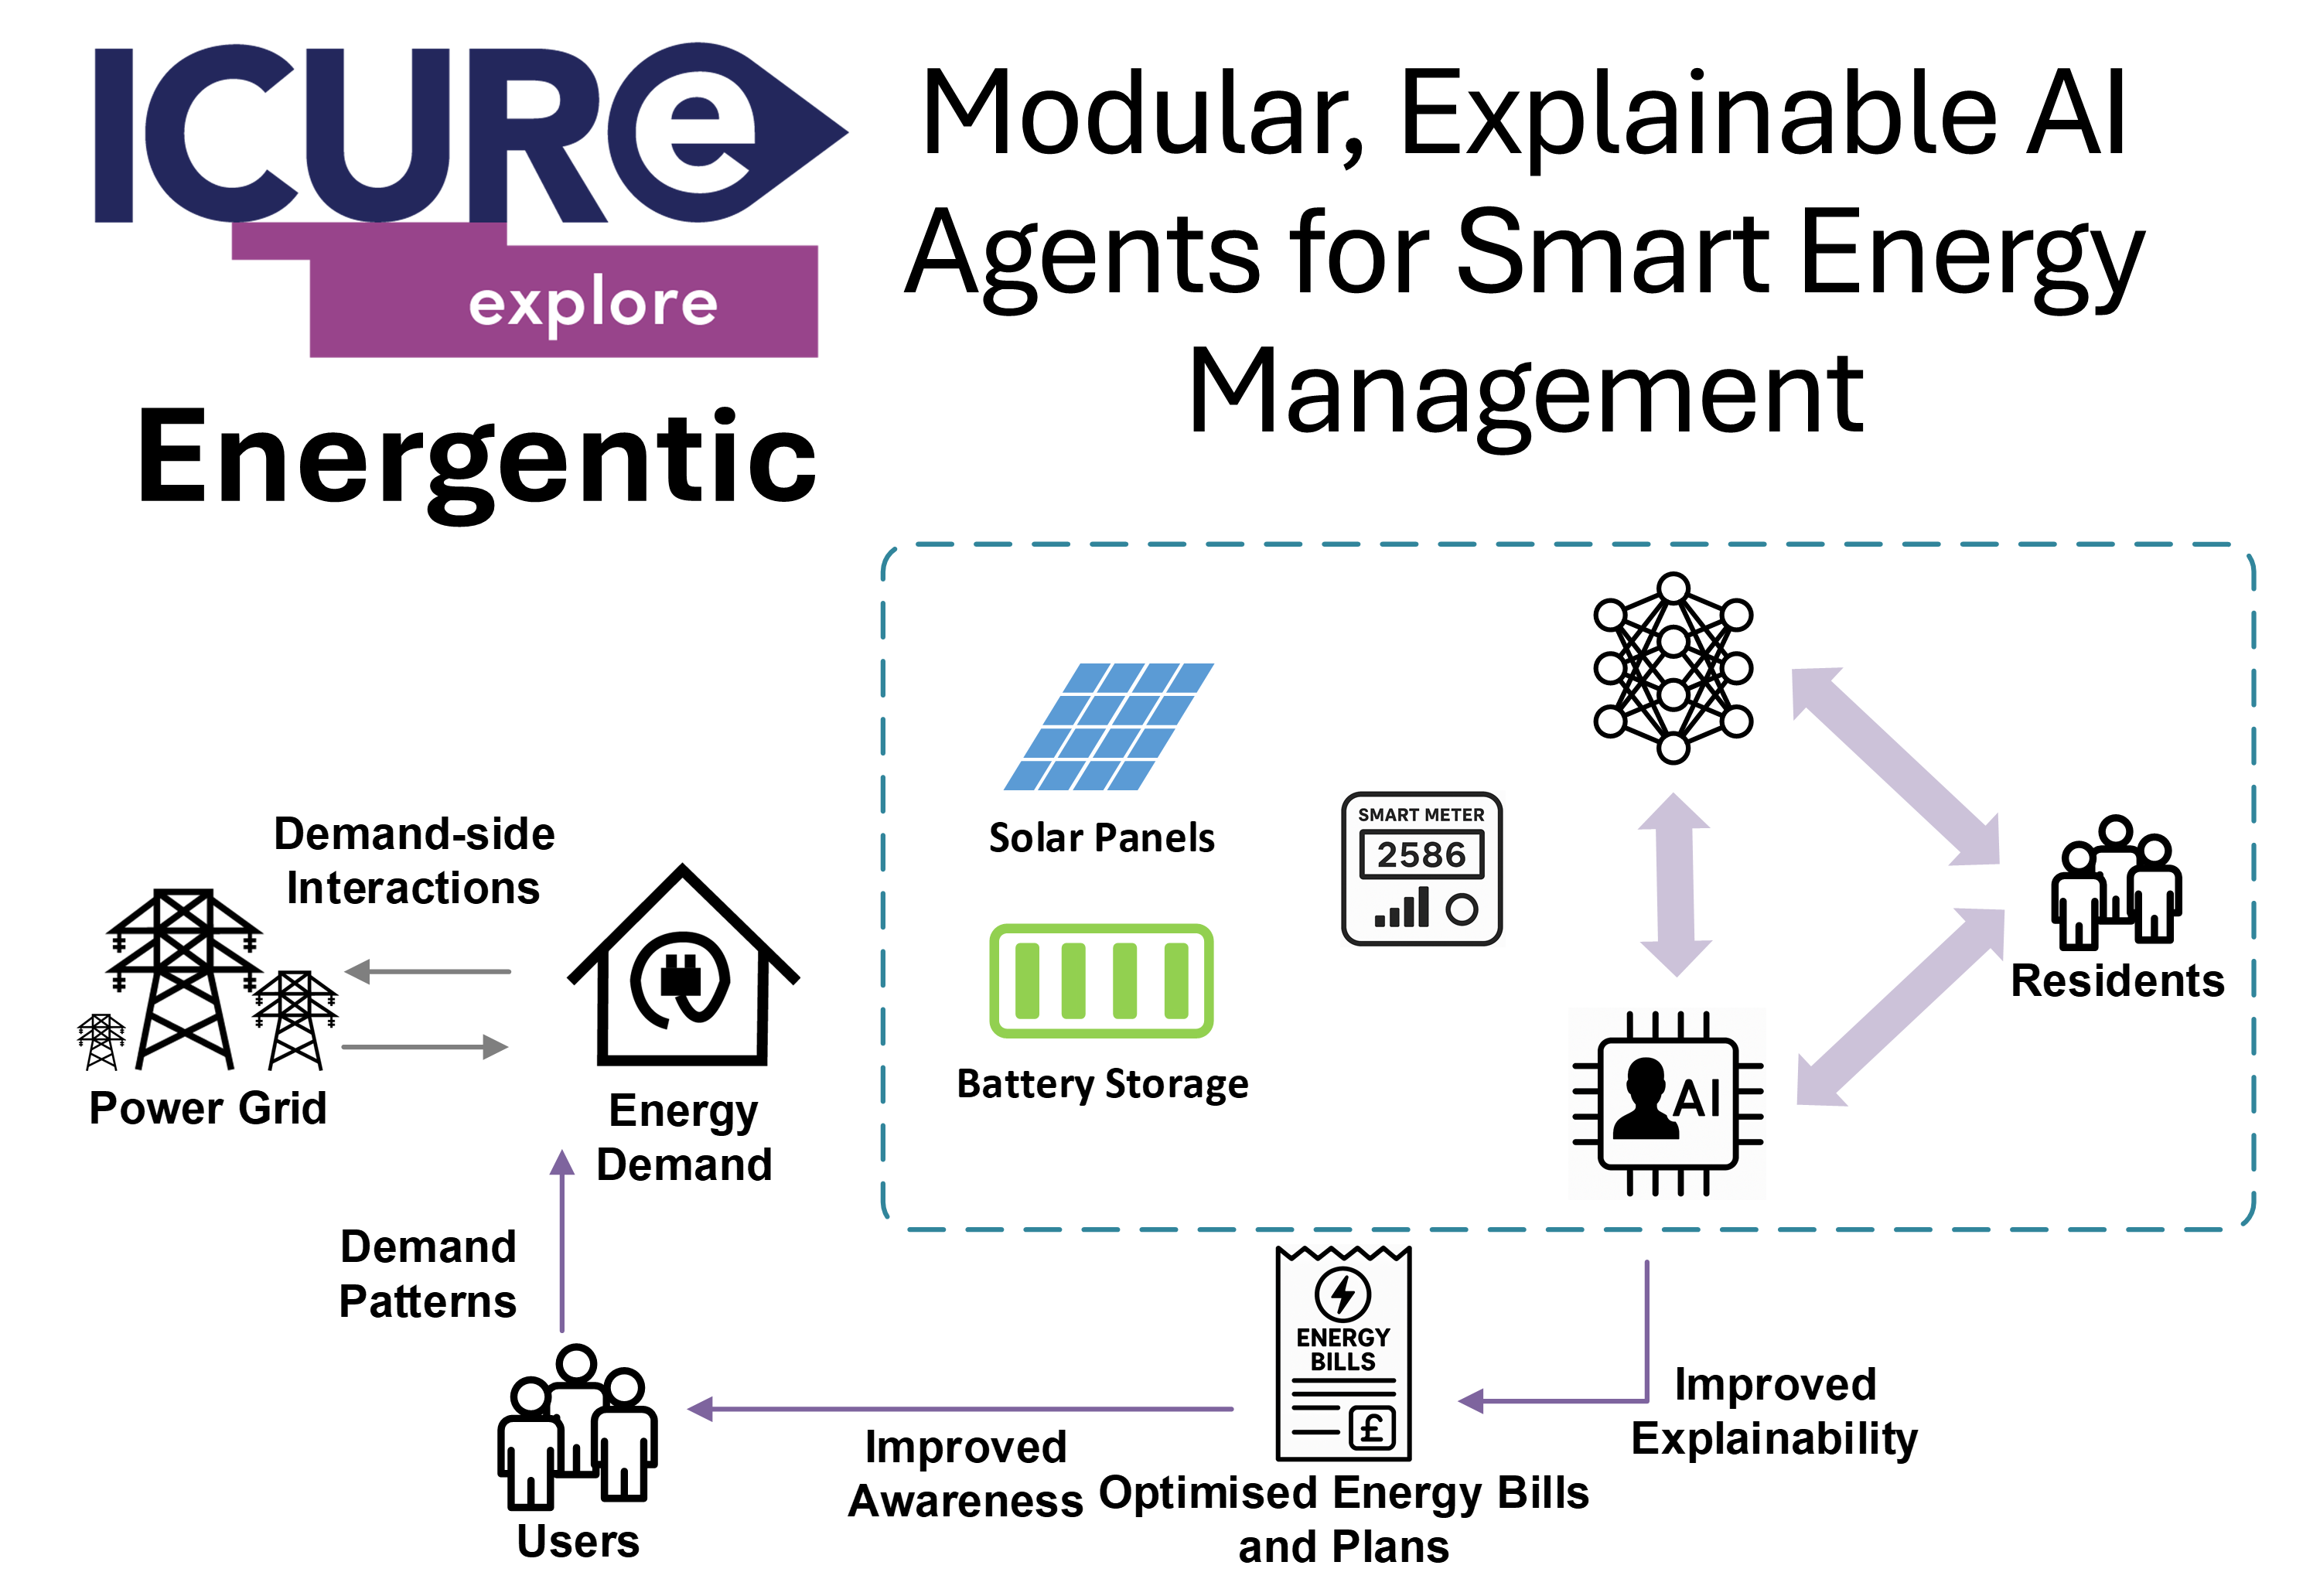 ICURe
explore
Energentic
Modular, Explainable AI
Agents for Smart Energy
Management
Solar Panels
Battery Storage
SMART METER
2586
AI
Residents
Demand-side
Interactions
Power Grid
Energy
Demand
Demand
Patterns
Users
Improved
Awareness
ENERGY
BILLS
£
Optimised Energy Bills
and Plans
Improved
Explainability